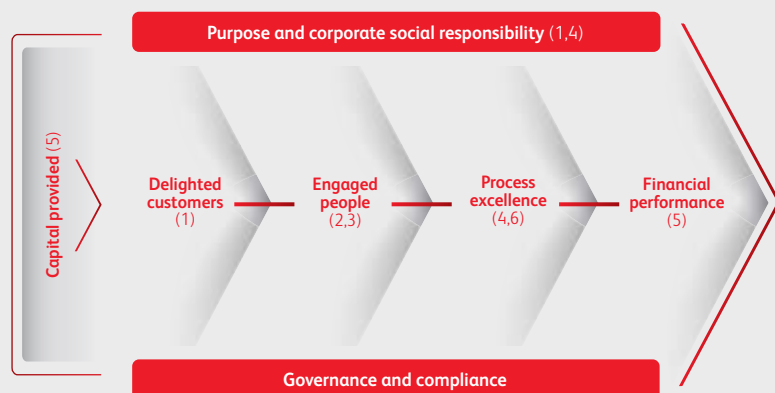 Purpose and corporate social responsibility (1,4)
Capital provided (5)
Delighted
customers
(1)
Engaged
people
(2,3)
Process
excellence
(4,6)
Financial
performance
(5)
Governance and compliance